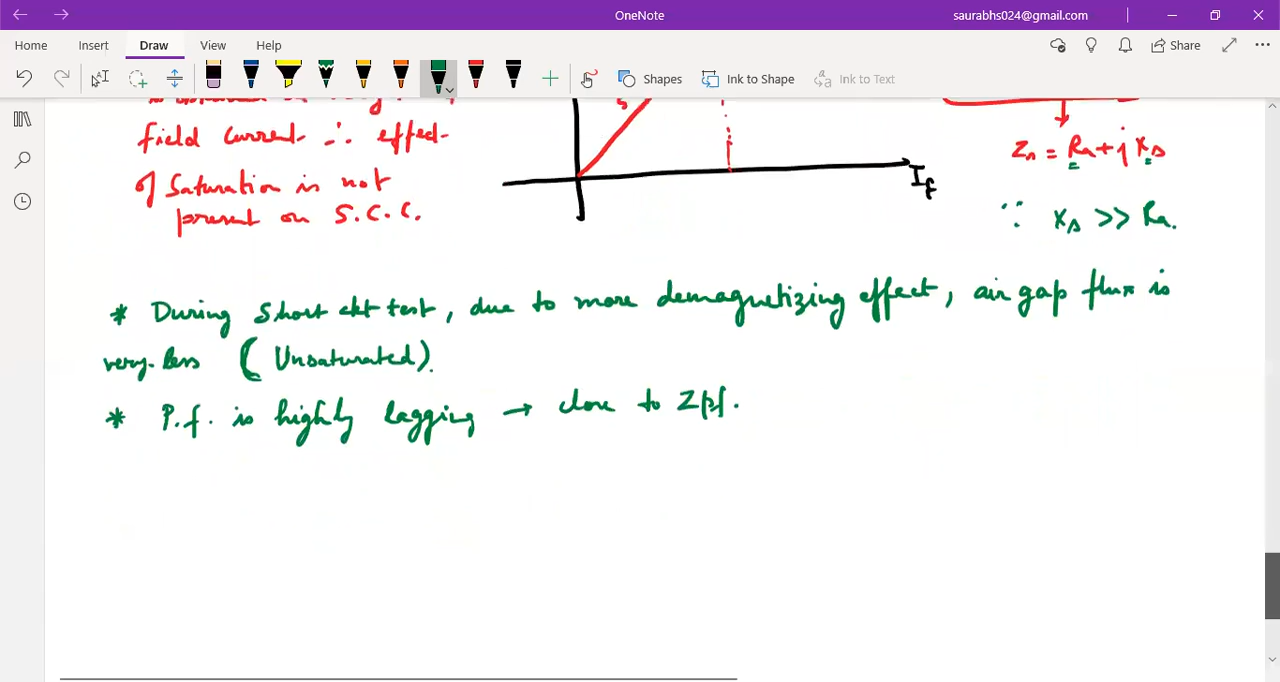 OneNote
saurabhs024@gmail.com
Home Insert Draw View Help
Share
Shapes
Ink to Shape
Ink to Text
field current ∴ effect
of Saturation is not
present on S.C.C.
If
Zs = Ra + j Xs
∵ Xs >> Ra.
* During Short ckt test, due to more demagnetizing effect, air gap flux is
very less (Unsaturated).
* P.f. is highly lagging → close to Zpf.